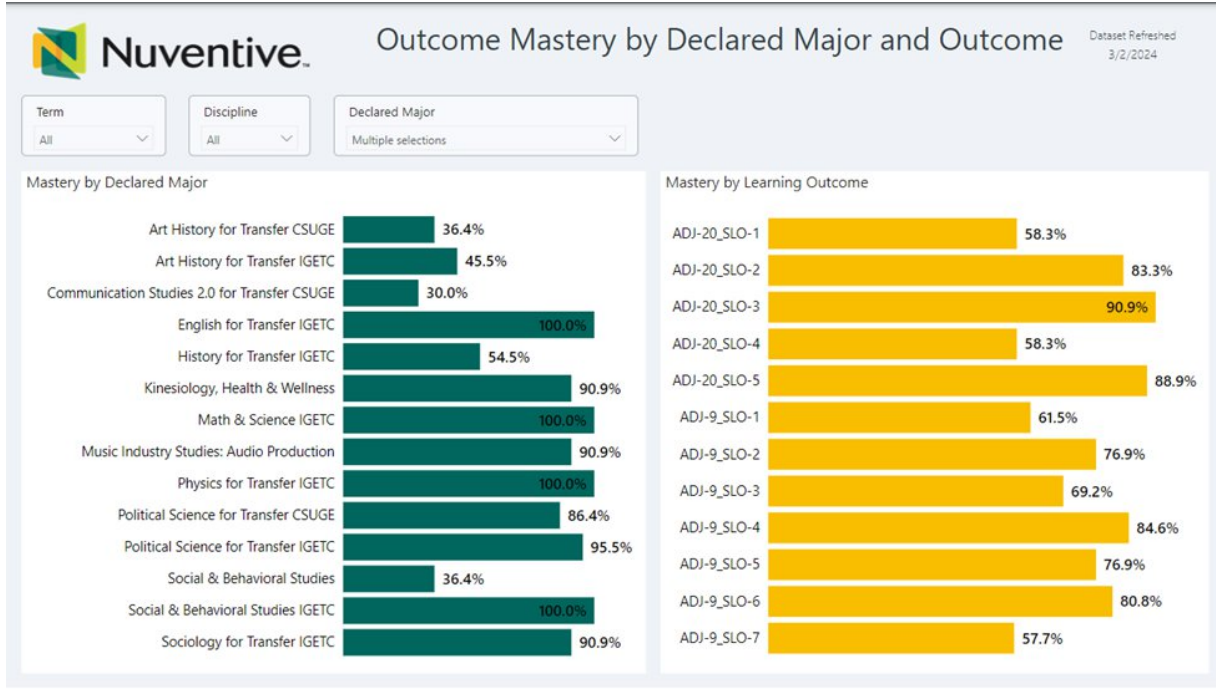 Nuventive™
Outcome Mastery by Declared Major and Outcome
Dataset Refreshed
3/2/2024
Term
All
Discipline
All
Declared Major
Multiple selections
Mastery by Declared Major
Art History for Transfer CSUGE 36.4%
Art History for Transfer IGETC 45.5%
Communication Studies 2.0 for Transfer CSUGE 30.0%
English for Transfer IGETC 100.0%
History for Transfer IGETC 54.5%
Kinesiology, Health & Wellness 90.9%
Math & Science IGETC 100.0%
Music Industry Studies: Audio Production 90.9%
Physics for Transfer IGETC 100.0%
Political Science for Transfer CSUGE 86.4%
Political Science for Transfer IGETC 95.5%
Social & Behavioral Studies 36.4%
Social & Behavioral Studies IGETC 100.0%
Sociology for Transfer IGETC 90.9%
Mastery by Learning Outcome
ADJ-20_SLO-1 58.3%
ADJ-20_SLO-2 83.3%
ADJ-20_SLO-3 90.9%
ADJ-20_SLO-4 58.3%
ADJ-20_SLO-5 88.9%
ADJ-9_SLO-1 61.5%
ADJ-9_SLO-2 76.9%
ADJ-9_SLO-3 69.2%
ADJ-9_SLO-4 84.6%
ADJ-9_SLO-5 76.9%
ADJ-9_SLO-6 80.8%
ADJ-9_SLO-7 57.7%